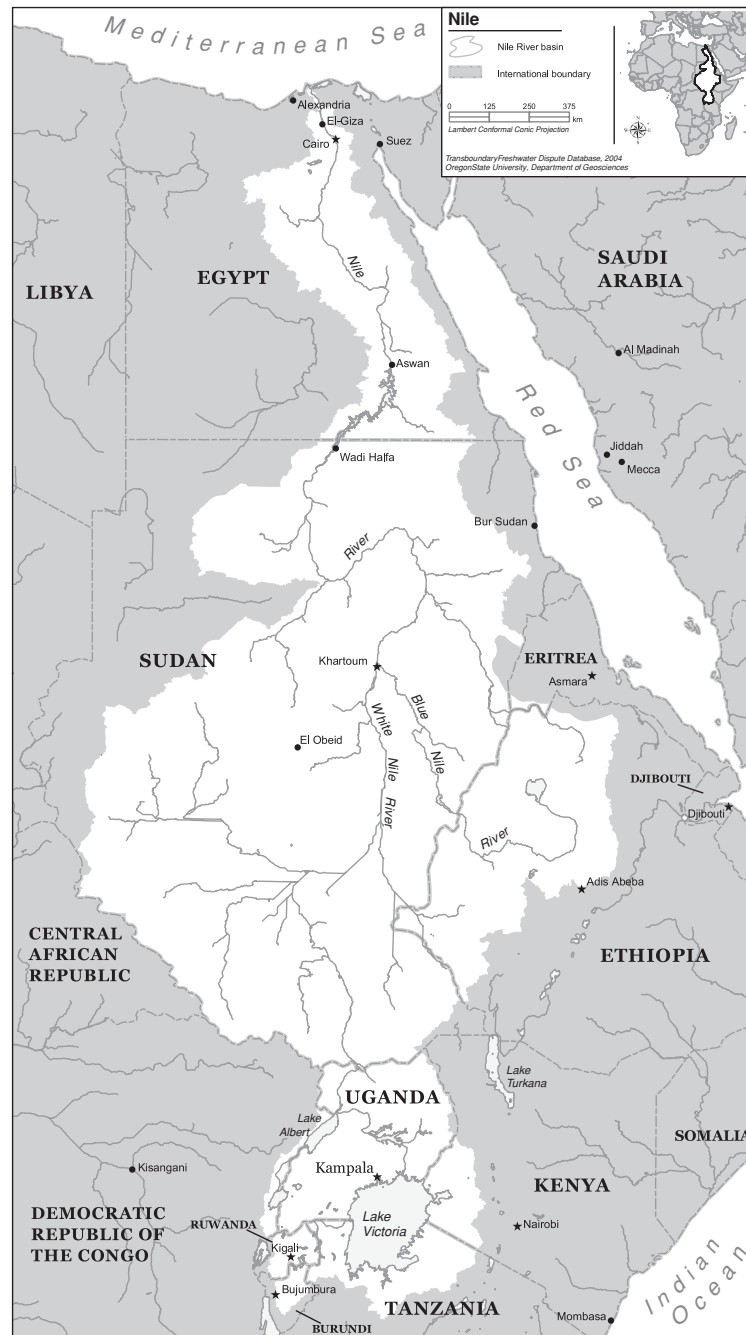 Mediterranean Sea
Nile
Nile River basin
International boundary
0 125 250 375
km
Lambert Conformal Conic Projection
TransboundaryFreshwater Dispute Database, 2004
OregonState University, Department of Geosciences
Alexandria
El-Giza
Cairo
Suez
Nile
LIBYA
EGYPT
SAUDI
ARABIA
Al Madinah
Aswan
Red Sea
Jiddah
Mecca
Wadi Halfa
Bur Sudan
River
SUDAN
Khartoum
ERITREA
Asmara
White
Nile
River
Blue
Nile
River
El Obeid
DJIBOUTI
Djibouti
Adis Abeba
CENTRAL
AFRICAN
REPUBLIC
ETHIOPIA
Lake
Turkana
UGANDA
Lake
Albert
SOMALIA
Kisangani
Kampala
KENYA
DEMOCRATIC
REPUBLIC OF
THE CONGO
RUWANDA
Lake
Victoria
Nairobi
Kigali
Bujumbura
BURUNDI
TANZANIA
Mombasa
Indian
Ocean